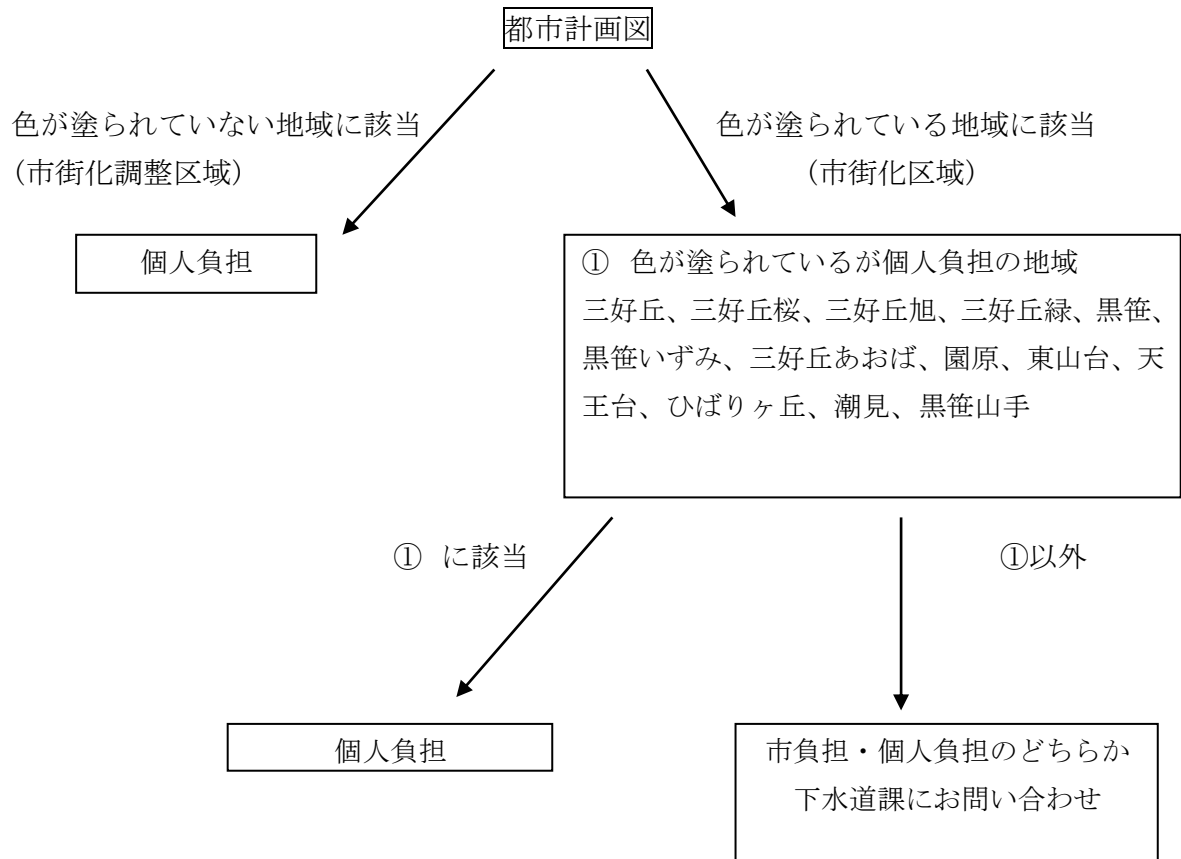 都市計画図
色が塗られていない地域に該当
(市街化調整区域)
色が塗られている地域に該当
(市街化区域)
個人負担
① 色が塗られているが個人負担の地域
三好丘、三好丘桜、三好丘旭、三好丘緑、黒笹、
黒笹いずみ、三好丘あおば、園原、東山台、天
王台、ひばりヶ丘、潮見、黒笹山手
① に該当
①以外
個人負担
市負担・個人負担のどちらか
下水道課にお問い合わせ